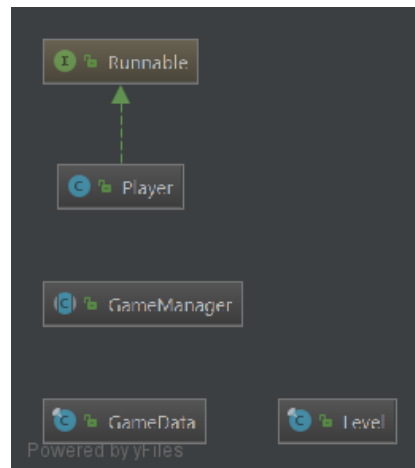 I Runnable
C Player
C GameManager
C GameData
C Level
Powered by yFiles